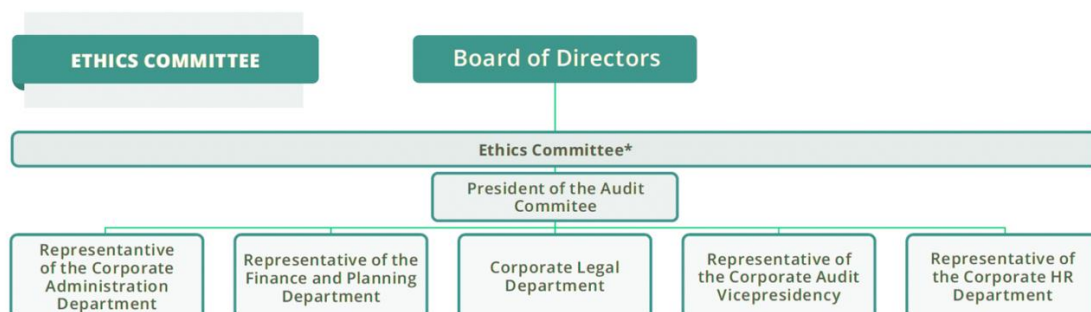 ETHICS COMMITTEE
Board of Directors
Ethics Committee*
President of the Audit
Commitee
Representantive
of the Corporate
Administration
Department
Representative of the
Finance and Planning
Department
Corporate Legal
Department
Representative of
the Corporate Audit
Vicepresidency
Representative of
the Corporate HR
Department